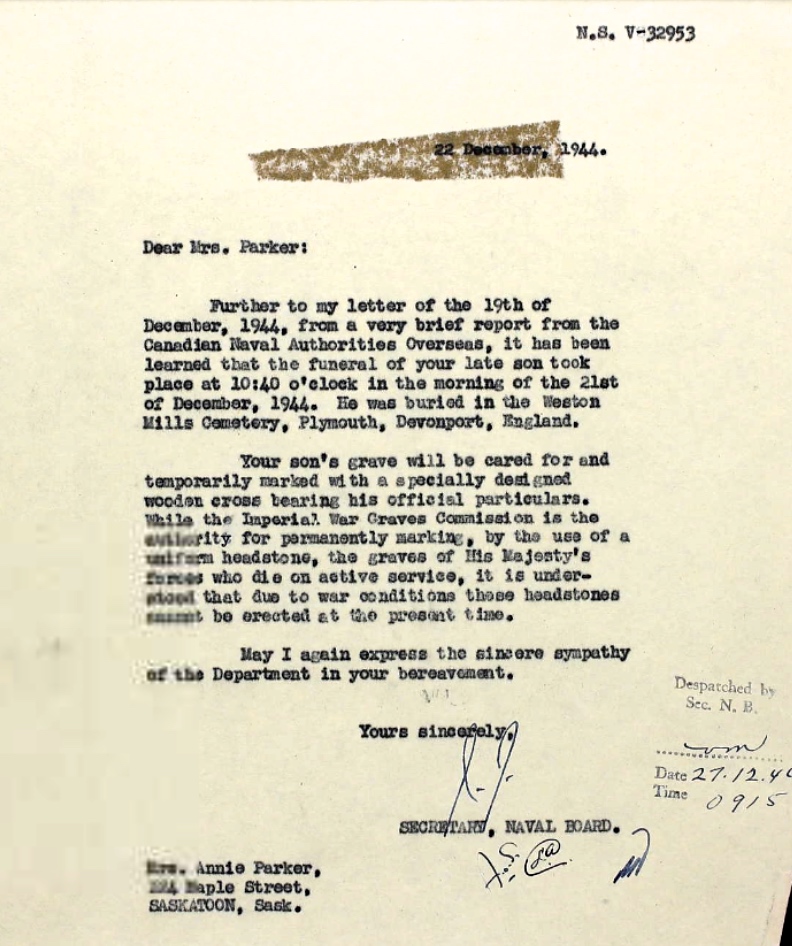 N.S. V-32953
22 December, 1944.
Dear Mrs. Parker:
Further to my letter of the 19th of
December, 1944, from a very brief report from the
Canadian Naval Authorities Overseas, it has been
learned that the funeral of your late son took
place at 10:40 o'clock in the morning of the 21st
of December, 1944. He was buried in the Weston
Mills Cemetery, Plymouth, Devonport, England.
Your son's grave will be cared for and
temporarily marked with a specially designed
wooden cross bearing his official particulars.
While the Imperial War Graves Commission is the
authority for permanently marking, by the use of a
uniform headstone, the graves of His Majesty's
forces who die on active service, it is under-
stood that due to war conditions these headstones
cannot be erected at the present time.
May I again express the sincere sympathy
of the Department in your bereavement.
Yours sincerely,
SECRETARY, NAVAL BOARD.
Despatched by
Sec. N. B.
Date 27.12.44
Time 0915
Mrs. Annie Parker,
Maple Street,
SASKATOON, Sask.